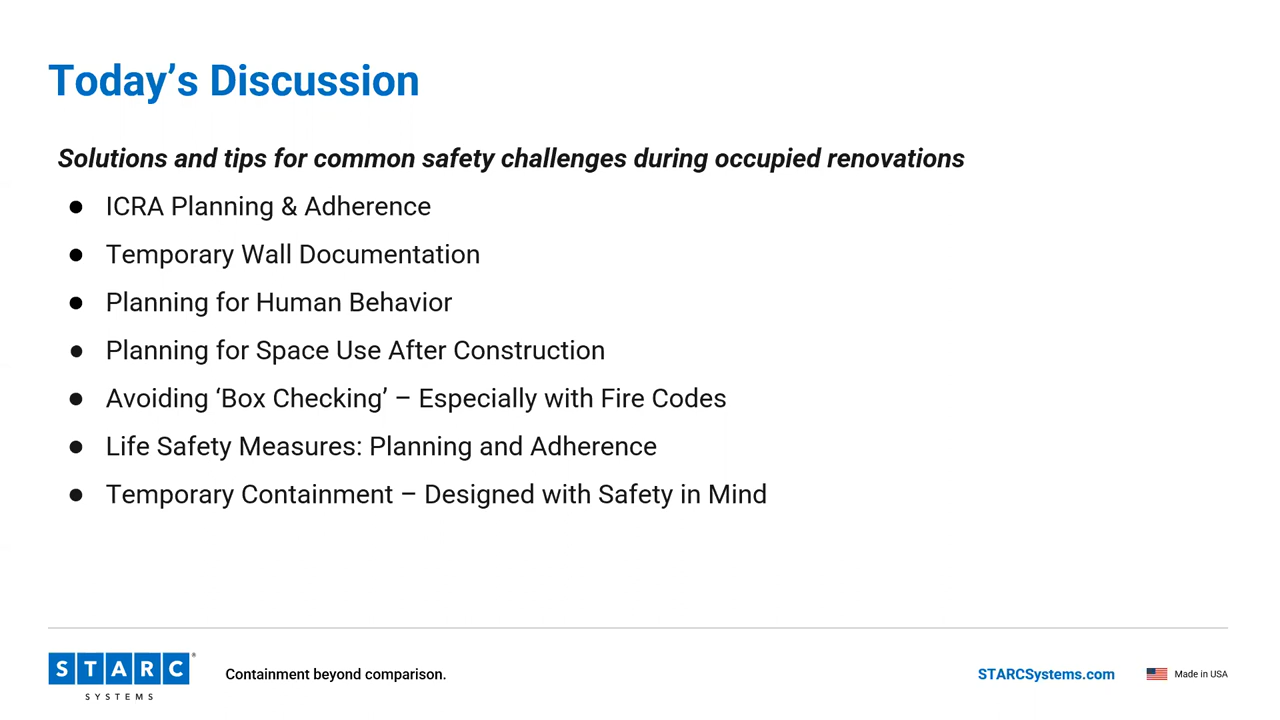 Today’s Discussion
Solutions and tips for common safety challenges during occupied renovations
● ICRA Planning & Adherence
● Temporary Wall Documentation
● Planning for Human Behavior
● Planning for Space Use After Construction
● Avoiding ‘Box Checking’ – Especially with Fire Codes
● Life Safety Measures: Planning and Adherence
● Temporary Containment – Designed with Safety in Mind
STARC®
SYSTEMS
Containment beyond comparison.
STARCSystems.com
Made in USA